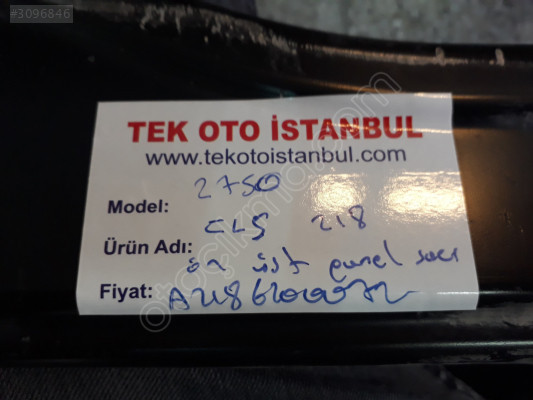 #3096846
TEK OTO İSTANBUL
www.tekotoistanbul.com
2750
Model:
CLS 218
Ürün Adı:
ön üst panel sacı
Fiyat: